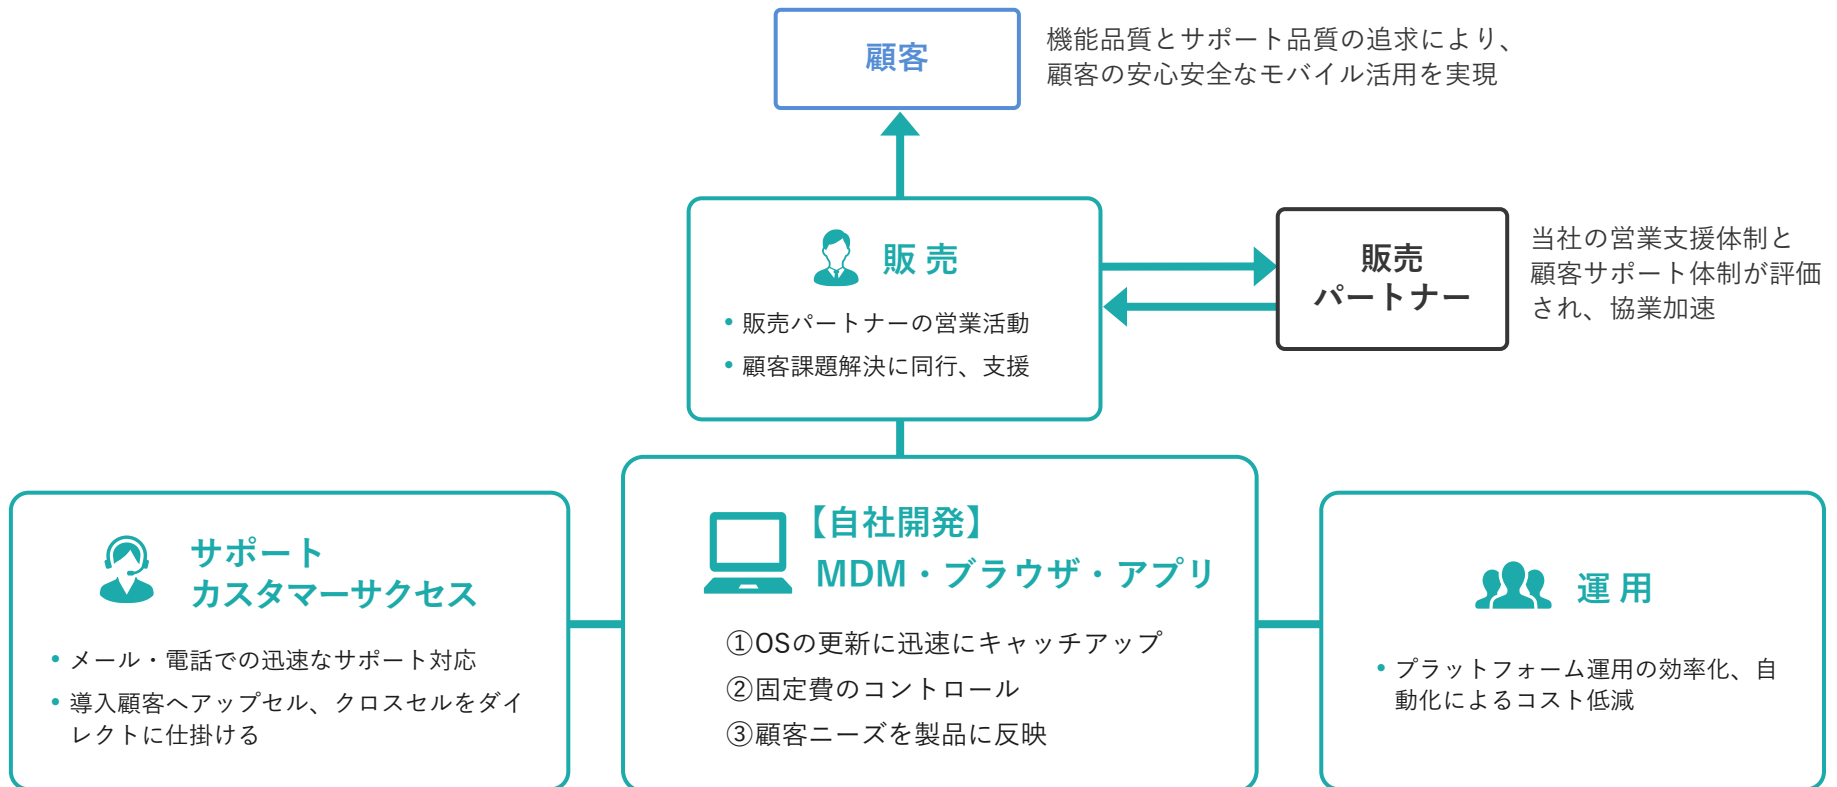 顧客
機能品質とサポート品質の追求により、
顧客の安心安全なモバイル活用を実現
販売
・販売パートナーの営業活動
・顧客課題解決に同行、支援
販売
パートナー
当社の営業支援体制と
顧客サポート体制が評価
され、協業加速
サポート
カスタマーサクセス
・メール・電話での迅速なサポート対応
・導入顧客へアップセル、クロスセルをダイ
レクトに仕掛ける
【自社開発】
MDM・ブラウザ・アプリ
①OSの更新に迅速にキャッチアップ
②固定費のコントロール
③顧客ニーズを製品に反映
運用
・プラットフォーム運用の効率化、自
動化によるコスト低減